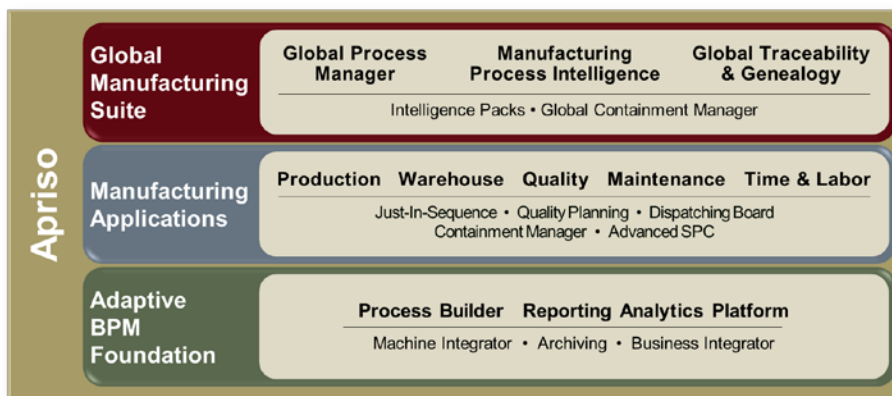 Apriso
Global
Manufacturing
Suite
Global Process
Manager
Manufacturing
Process Intelligence
Global Traceability
& Genealogy
Intelligence Packs • Global Containment Manager
Manufacturing
Applications
Production Warehouse Quality Maintenance Time & Labor
Just-In-Sequence • Quality Planning • Dispatching Board
Containment Manager • Advanced SPC
Adaptive
BPM
Foundation
Process Builder Reporting Analytics Platform
Machine Integrator • Archiving • Business Integrator